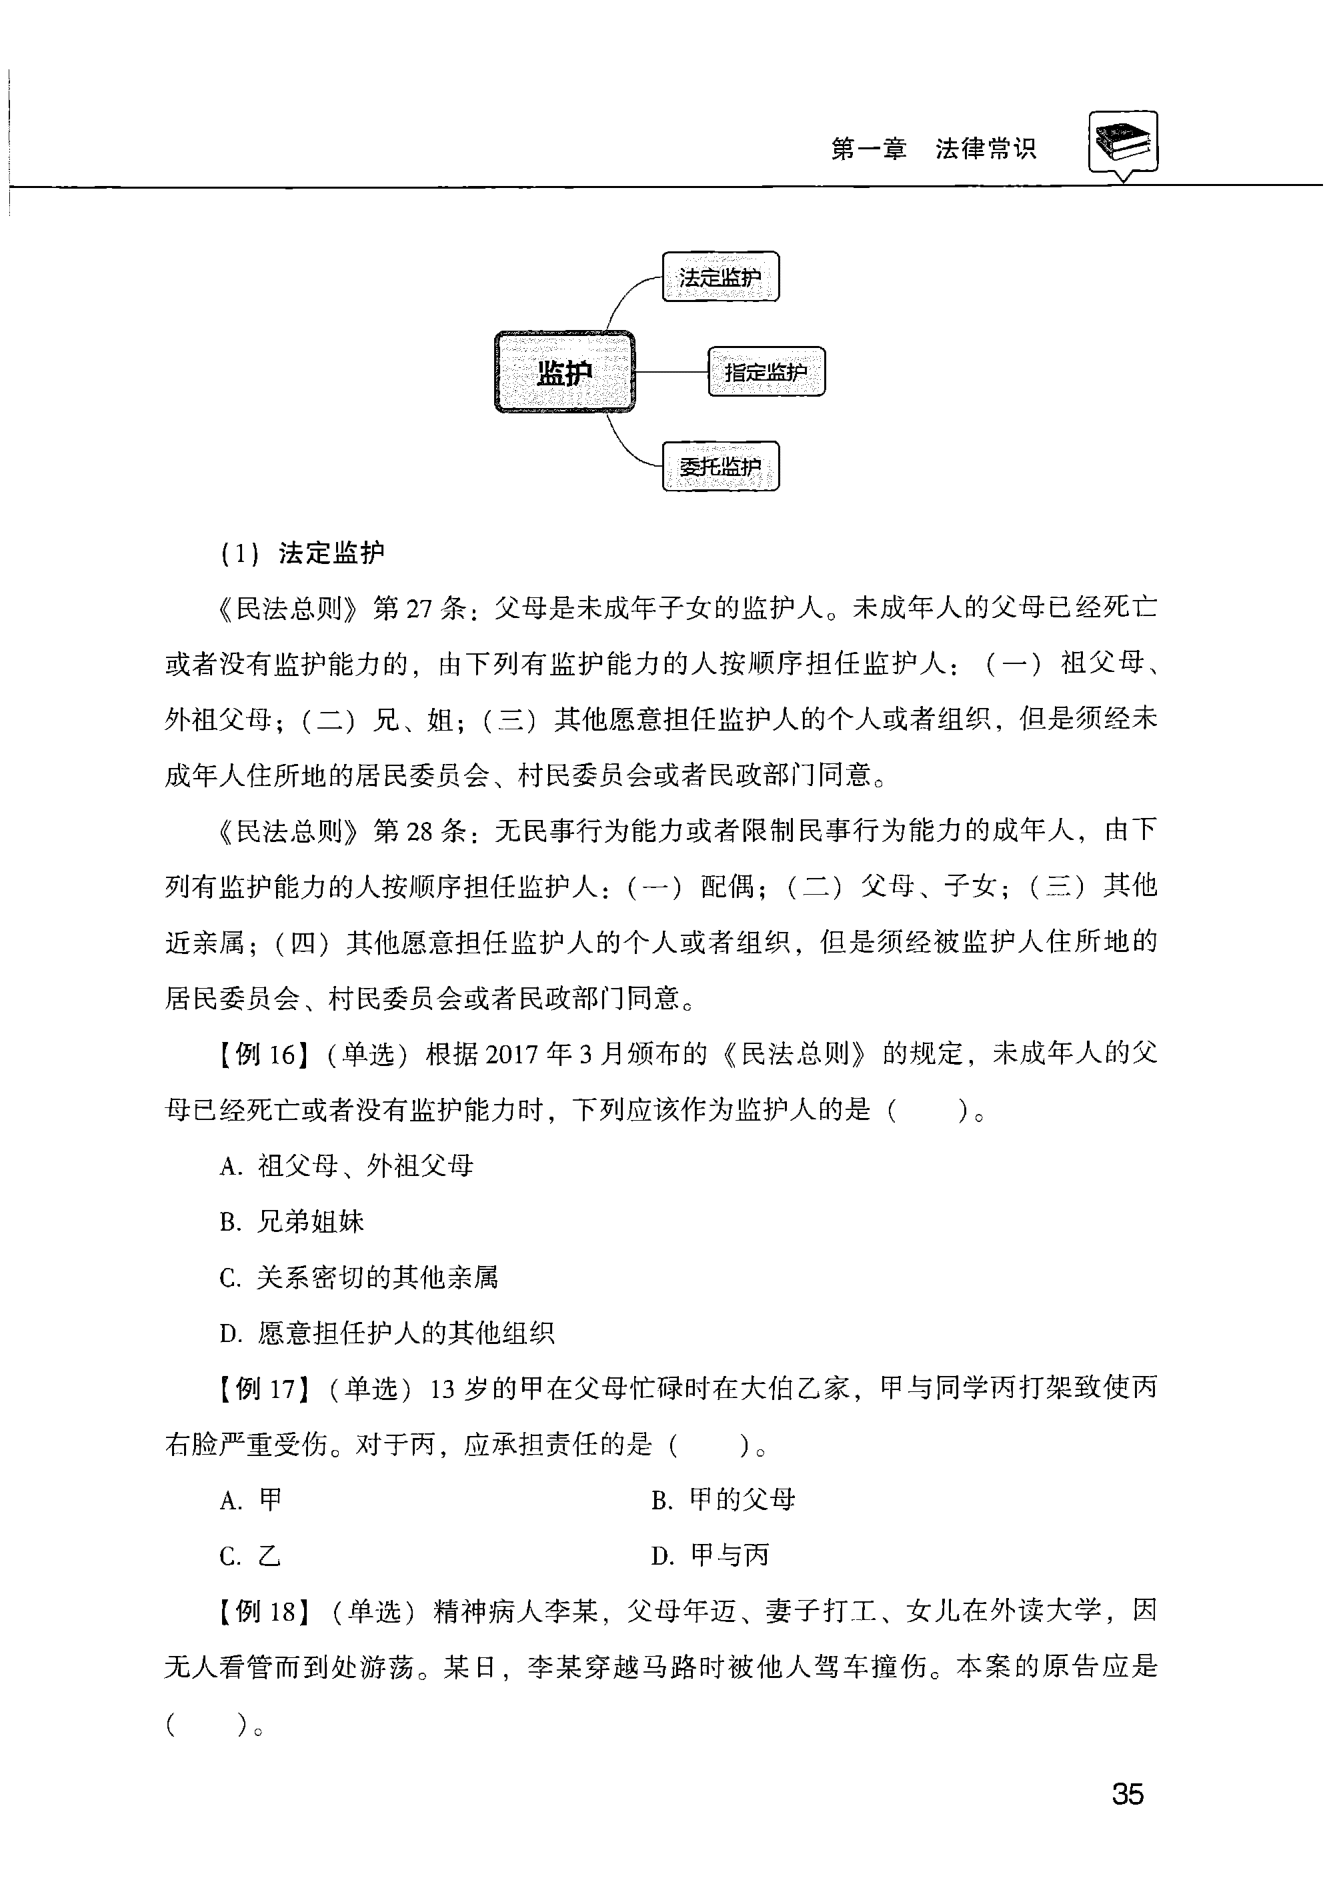 第一章 法律常识
法定监护
监护
指定监护
委托监护
(1) 法定监护
《民法总则》第 27 条：父母是未成年子女的监护人。未成年人的父母已经死亡
或者没有监护能力的，由下列有监护能力的人按顺序担任监护人：（一）祖父母、
外祖父母；（二）兄、姐；（三）其他愿意担任监护人的个人或者组织，但是须经未
成年人住所地的居民委员会、村民委员会或者民政部门同意。
《民法总则》第 28 条：无民事行为能力或者限制民事行为能力的成年人，由下
列有监护能力的人按顺序担任监护人：（一）配偶；（二）父母、子女；（三）其他
近亲属；（四）其他愿意担任监护人的个人或者组织，但是须经被监护人住所地的
居民委员会、村民委员会或者民政部门同意。
【例 16】（单选）根据 2017 年 3 月颁布的《民法总则》的规定，未成年人的父
母已经死亡或者没有监护能力时，下列应该作为监护人的是（　　）。
A. 祖父母、外祖父母
B. 兄弟姐妹
C. 关系密切的其他亲属
D. 愿意担任护人的其他组织
【例 17】（单选）13 岁的甲在父母忙碌时在大伯乙家，甲与同学丙打架致使丙
右脸严重受伤。对于丙，应承担责任的是（　　）。
A. 甲 B. 甲的父母
C. 乙 D. 甲与丙
【例 18】（单选）精神病人李某，父母年迈、妻子打工、女儿在外读大学，因
无人看管而到处游荡。某日，李某穿越马路时被他人驾车撞伤。本案的原告应是
（　　）。
35